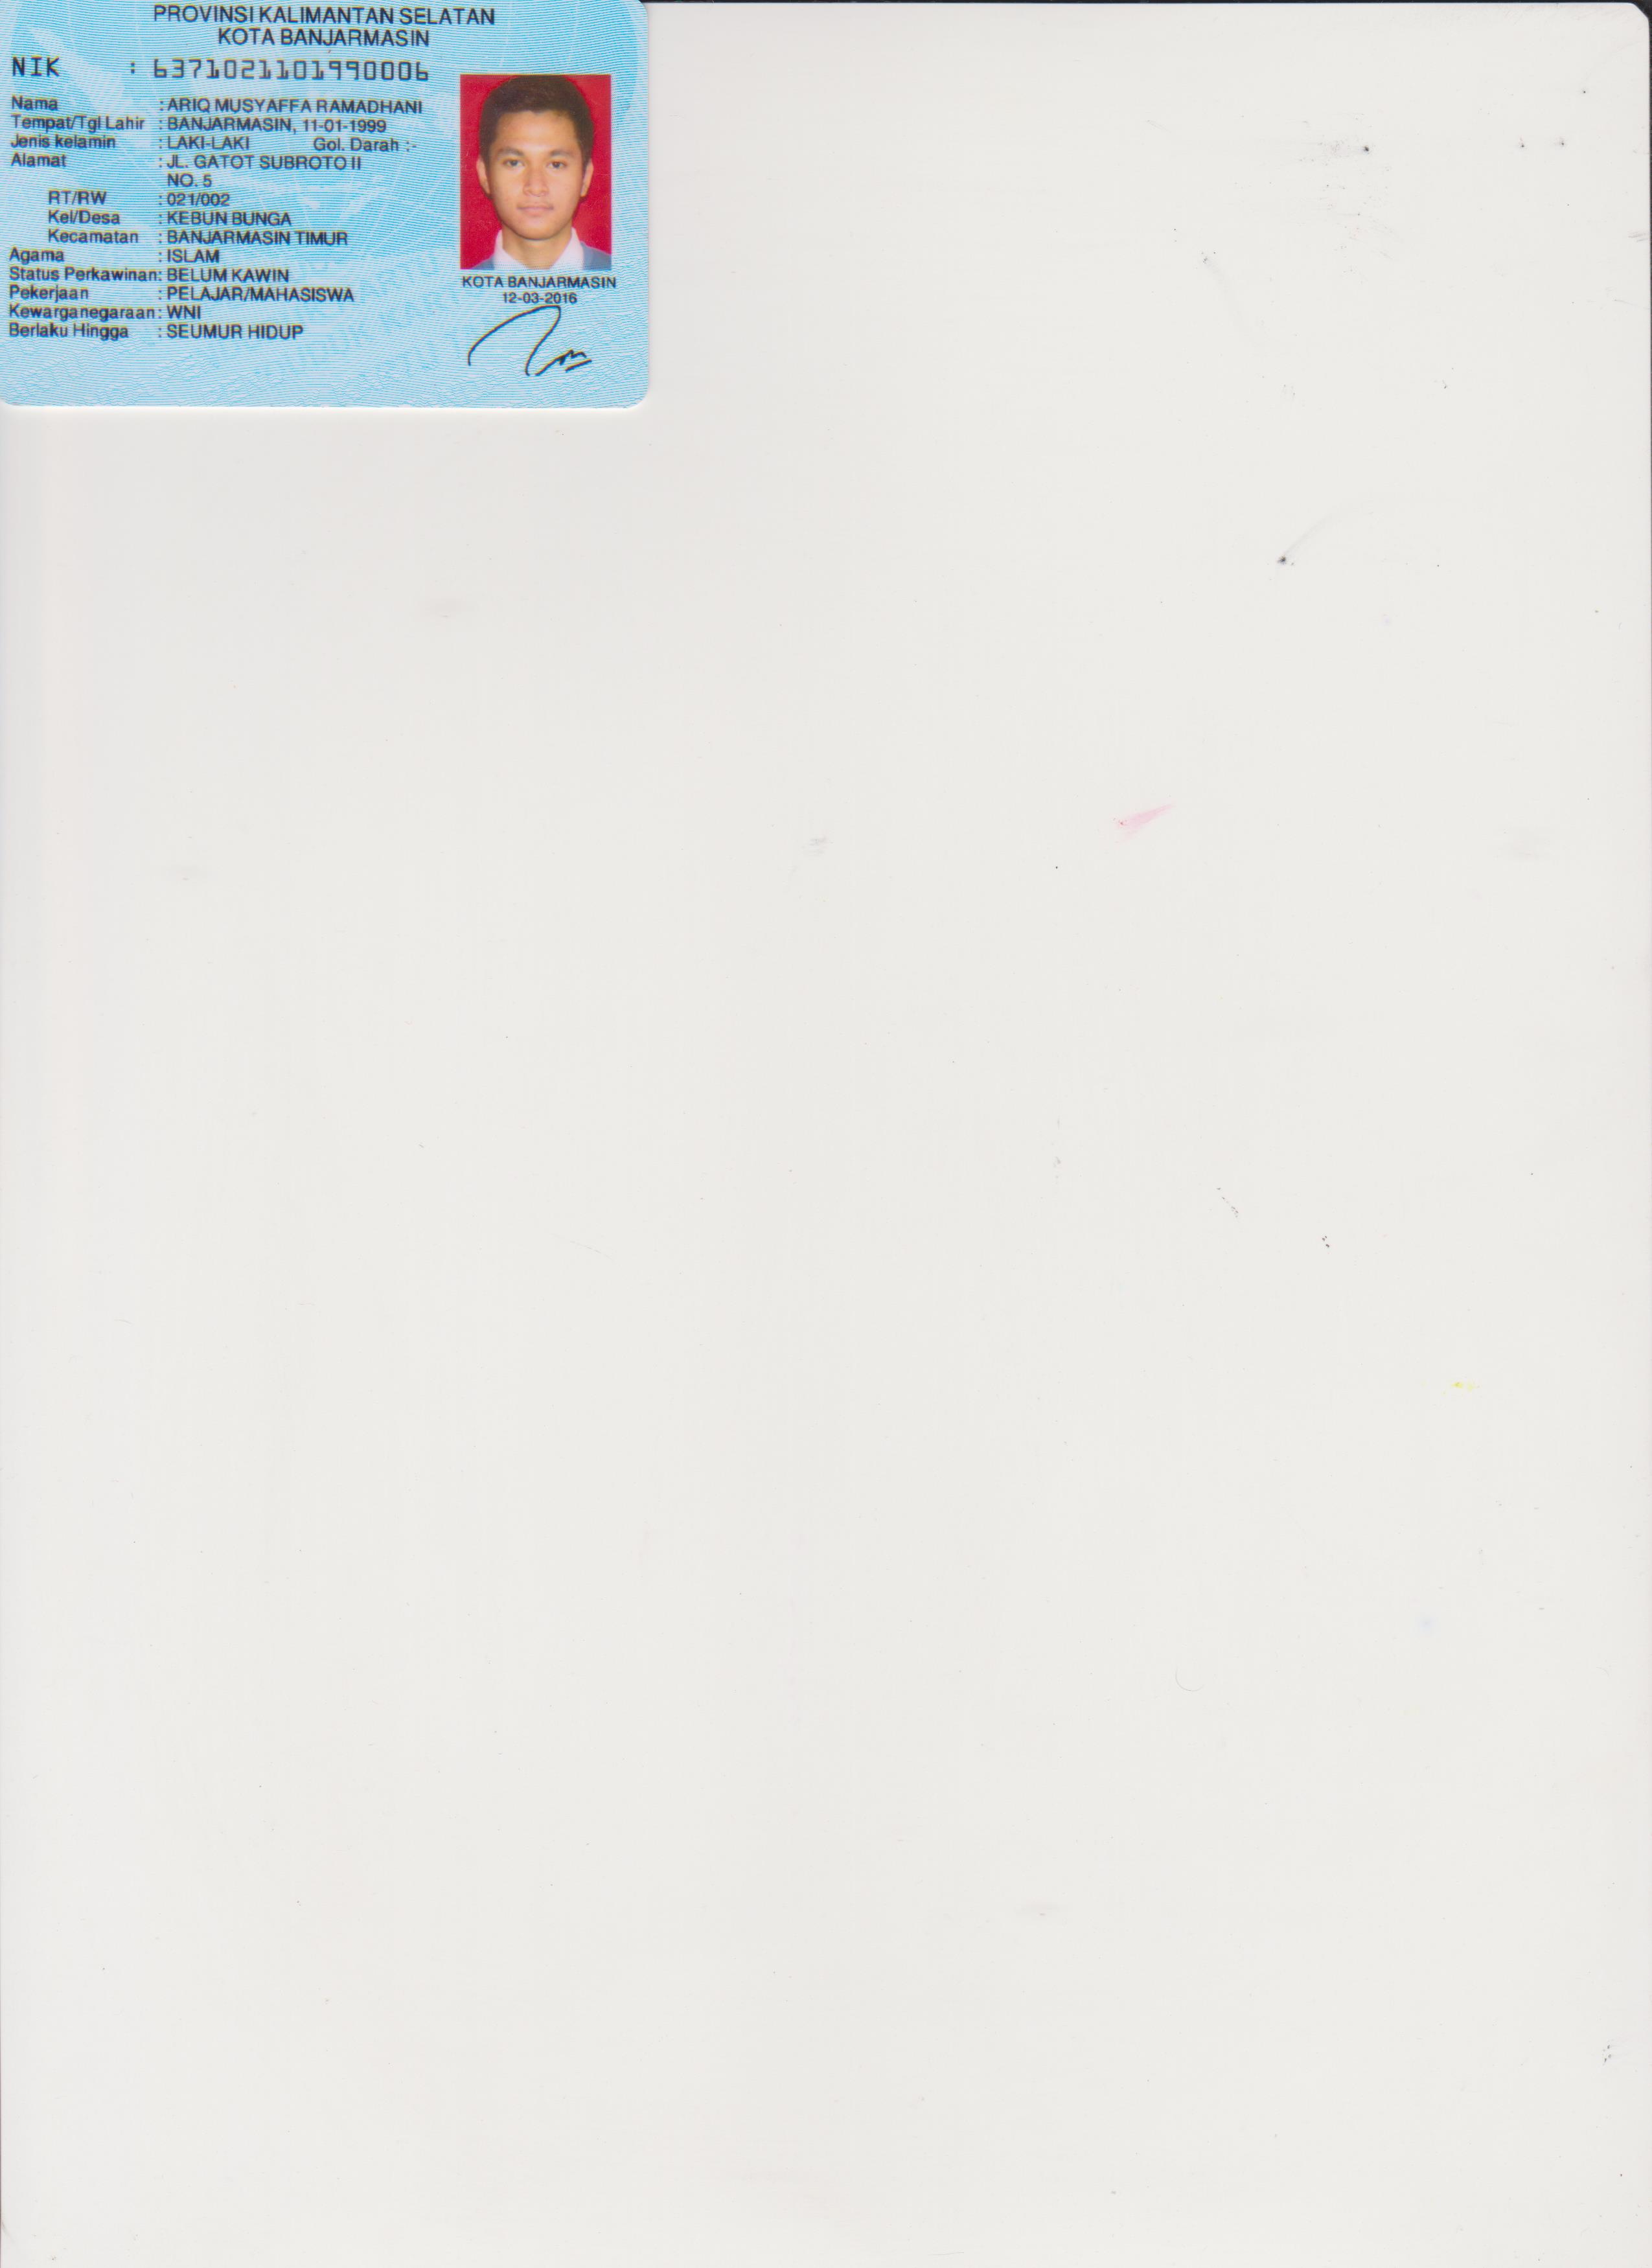 PROVINSI KALIMANTAN SELATAN
KOTA BANJARMASIN
NIK : 6371021101990006
Nama : ARIQ MUSYAFFA RAMADHANI
Tempat/Tgl Lahir : BANJARMASIN, 11-01-1999
Jenis kelamin : LAKI-LAKI Gol. Darah :-
Alamat : JL. GATOT SUBROTO II
NO. 5
RT/RW : 021/002
Kel/Desa : KEBUN BUNGA
Kecamatan : BANJARMASIN TIMUR
Agama : ISLAM
Status Perkawinan: BELUM KAWIN
Pekerjaan : PELAJAR/MAHASISWA
Kewarganegaraan: WNI
Berlaku Hingga : SEUMUR HIDUP
KOTA BANJARMASIN
12-03-2016